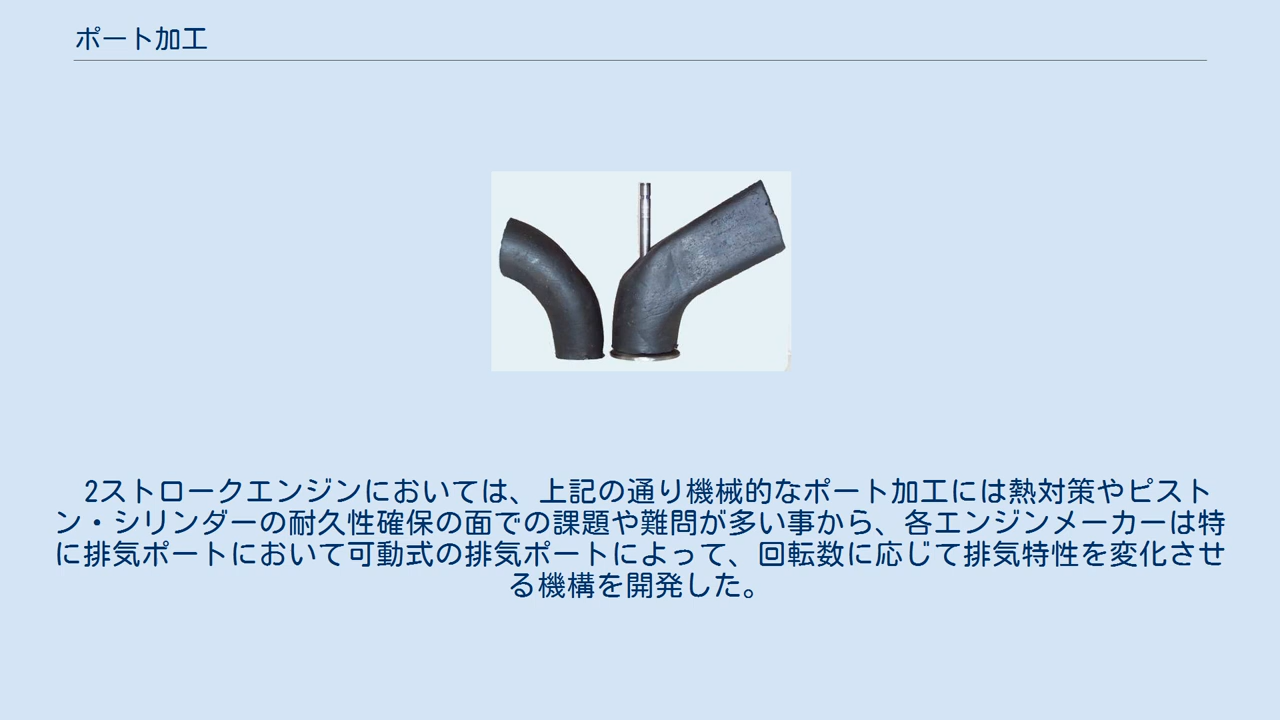 ポート加工
2ストロークエンジンにおいては、上記の通り機械的なポート加工には熱対策やピスト
ン・シリンダーの耐久性確保の面での課題や難問が多い事から、各エンジンメーカーは特
に排気ポートにおいて可動式の排気ポートによって、回転数に応じて排気特性を変化させ
る機構を開発した。